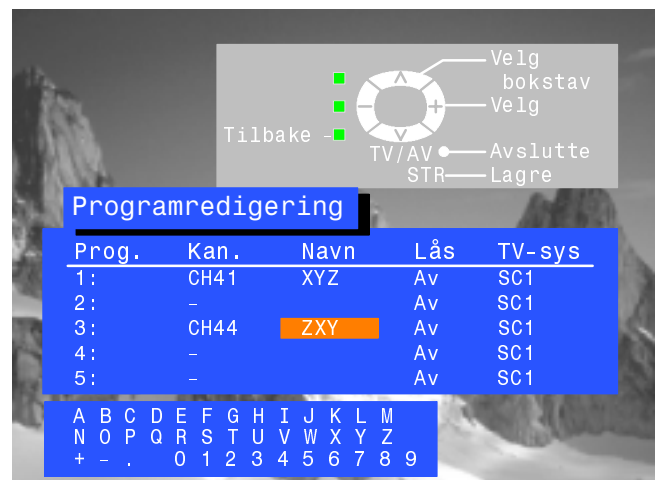 Velg
bokstav
Velg
Tilbake
TV/AV Avslutte
STR Lagre
Programredigering
Prog. Kan. Navn Lås TV-sys
1: CH41 XYZ Av SC1
2: – Av SC1
3: CH44 ZXY Av SC1
4: – Av SC1
5: – Av SC1
A B C D E F G H I J K L M
N O P Q R S T U V W X Y Z
+ – . 0 1 2 3 4 5 6 7 8 9